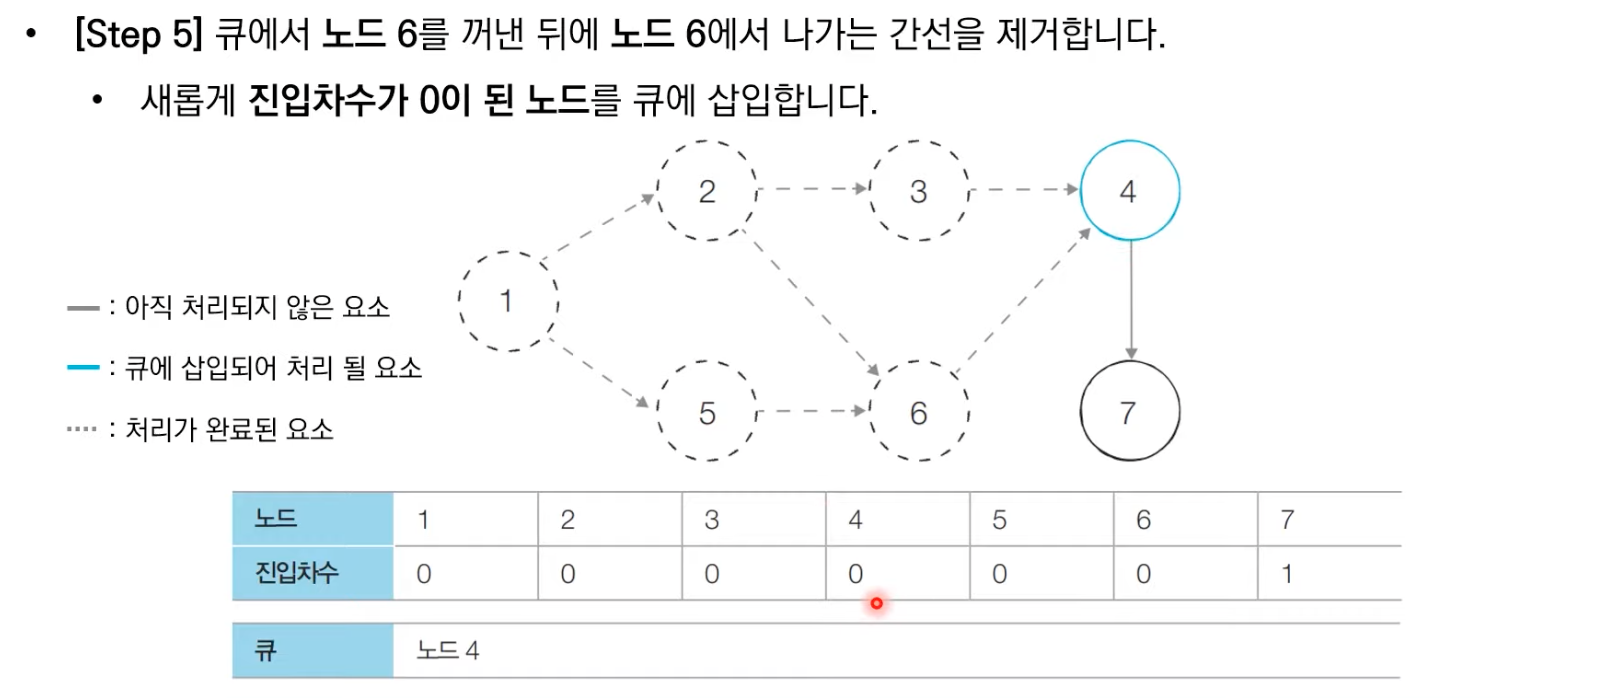 • [Step 5] 큐에서 노드 6를 꺼낸 뒤에 노드 6에서 나가는 간선을 제거합니다.
• 새롭게 진입차수가 0이 된 노드를 큐에 삽입합니다.
2 3 4
1
5 6 7
: 아직 처리되지 않은 요소
: 큐에 삽입되어 처리 될 요소
: 처리가 완료된 요소
노드 1 2 3 4 5 6 7
진입차수 0 0 0 0 0 0 1
큐 노드 4